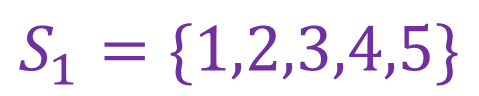 S₁ = {1,2,3,4,5}